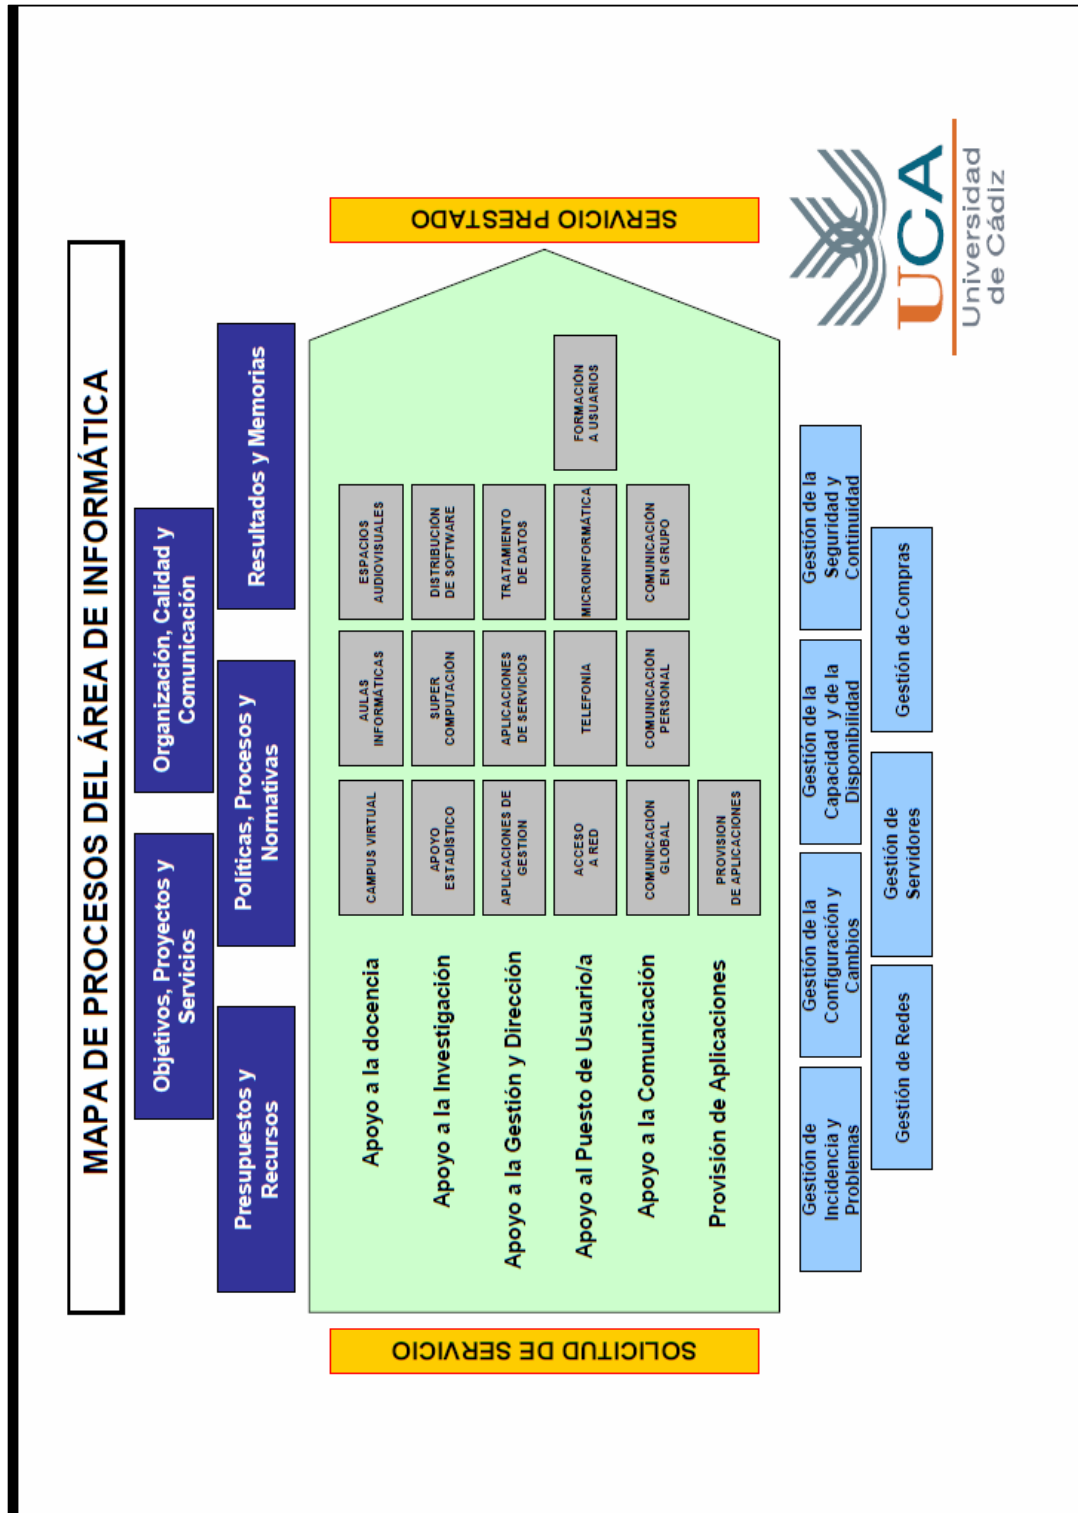 MAPA DE PROCESOS DEL ÁREA DE INFORMÁTICA
Objetivos, Proyectos y
Servicios
Organización, Calidad y
Comunicación
Presupuestos y
Recursos
Políticas, Procesos y
Normativas
Resultados y Memorias
SOLICITUD DE SERVICIO
Apoyo a la docencia
CAMPUS VIRTUAL
AULAS
INFORMÁTICAS
ESPACIOS
AUDIOVISUALES
Apoyo a la Investigación
APOYO
ESTADÍSTICO
SUPER
COMPUTACIÓN
DISTRIBUCIÓN
DE SOFTWARE
Apoyo a la Gestión y Dirección
APLICACIONES DE
GESTION
APLICACIONES
DE SERVICIOS
TRATAMIENTO
DE DATOS
Apoyo al Puesto de Usuario/a
ACCESO
A RED
TELEFONÍA
MICROINFORMÁTICA
FORMACIÓN
A USUARIOS
Apoyo a la Comunicación
COMUNICACIÓN
GLOBAL
COMUNICACIÓN
PERSONAL
COMUNICACIÓN
EN GRUPO
Provisión de Aplicaciones
PROVISION
DE APLICACIONES
SERVICIO PRESTADO
Gestión de
Incidencia y
Problemas
Gestión de la
Configuración y
Cambios
Gestión de la
Capacidad y de la
Disponibilidad
Gestión de la
Seguridad y
Continuidad
Gestión de Redes
Gestión de
Servidores
Gestión de Compras
UCA
Universidad
de Cádiz